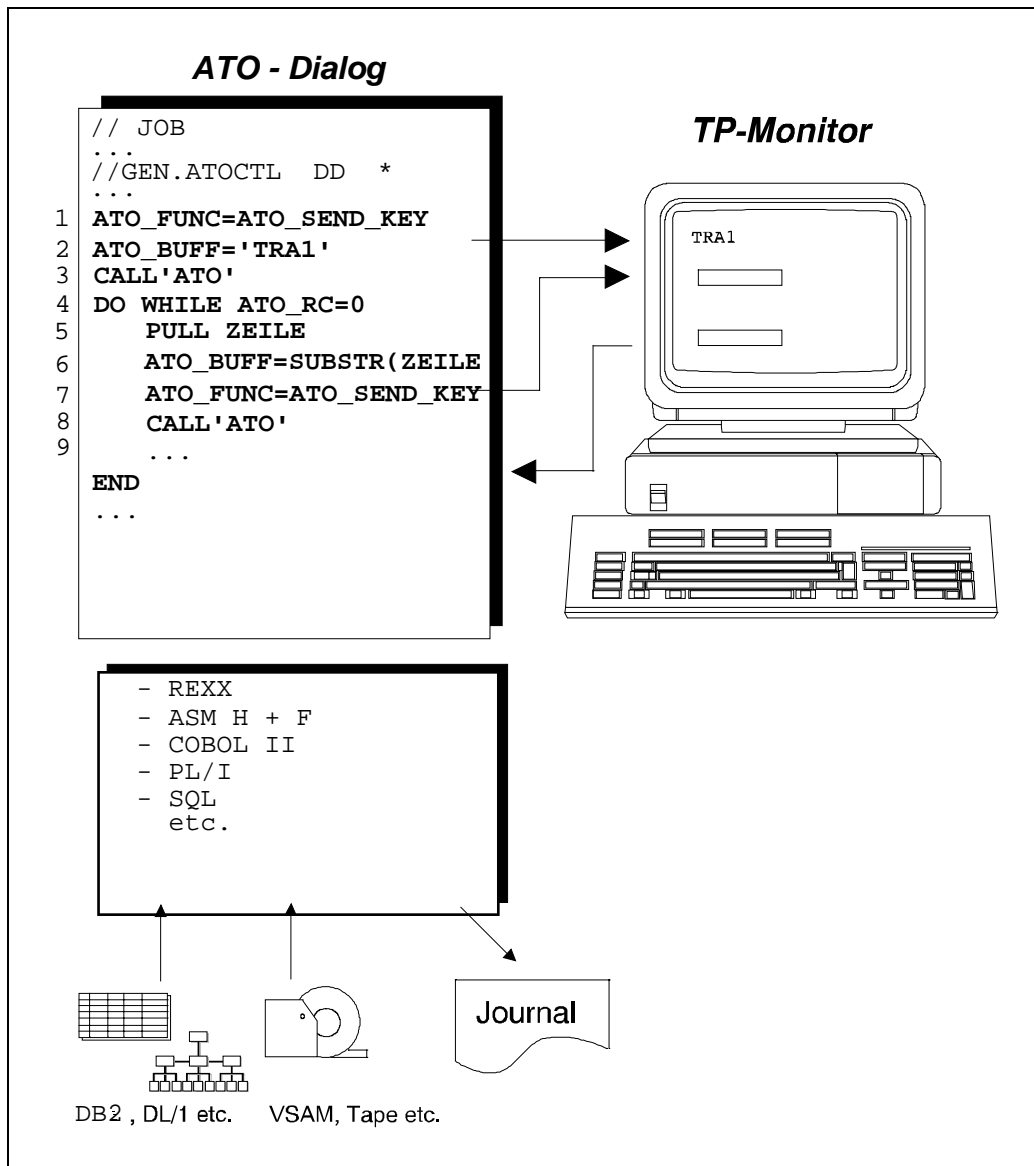 ATO - Dialog
TP-Monitor
// JOB
...
//GEN.ATOCTL  DD  *
...
1 ATO_FUNC=ATO_SEND_KEY
2 ATO_BUFF='TRA1'
3 CALL'ATO'
4 DO WHILE ATO_RC=0
5 PULL ZEILE
6 ATO_BUFF=SUBSTR(ZEILE
7 ATO_FUNC=ATO_SEND_KEY
8 CALL'ATO'
9 ...
END
...
TRA1
- REXX
- ASM H + F
- COBOL II
- PL/I
- SQL
etc.
Journal
DB2 , DL/1 etc.
VSAM, Tape etc.